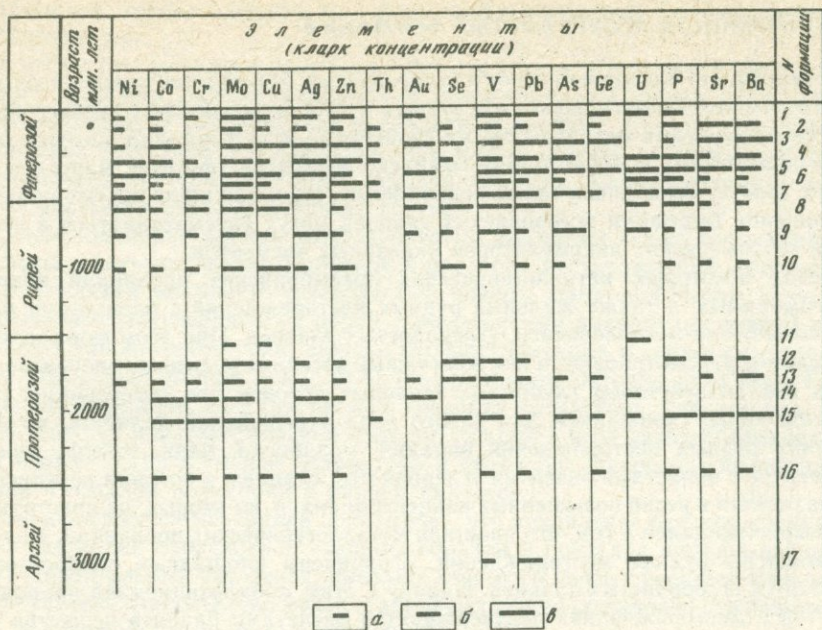 Элементы
(кларк концентрации)
Возраст
млн. лет
Ni Co Cr Mo Cu Ag Zn Th Au Se V Pb As Ge U P Sr Ba
N
формации
Фанерозой
Рифей
Протерозой
Архей
1000
2000
3000
1
2
3
4
5
6
7
8
9
10
11
12
13
14
15
16
17
а б в